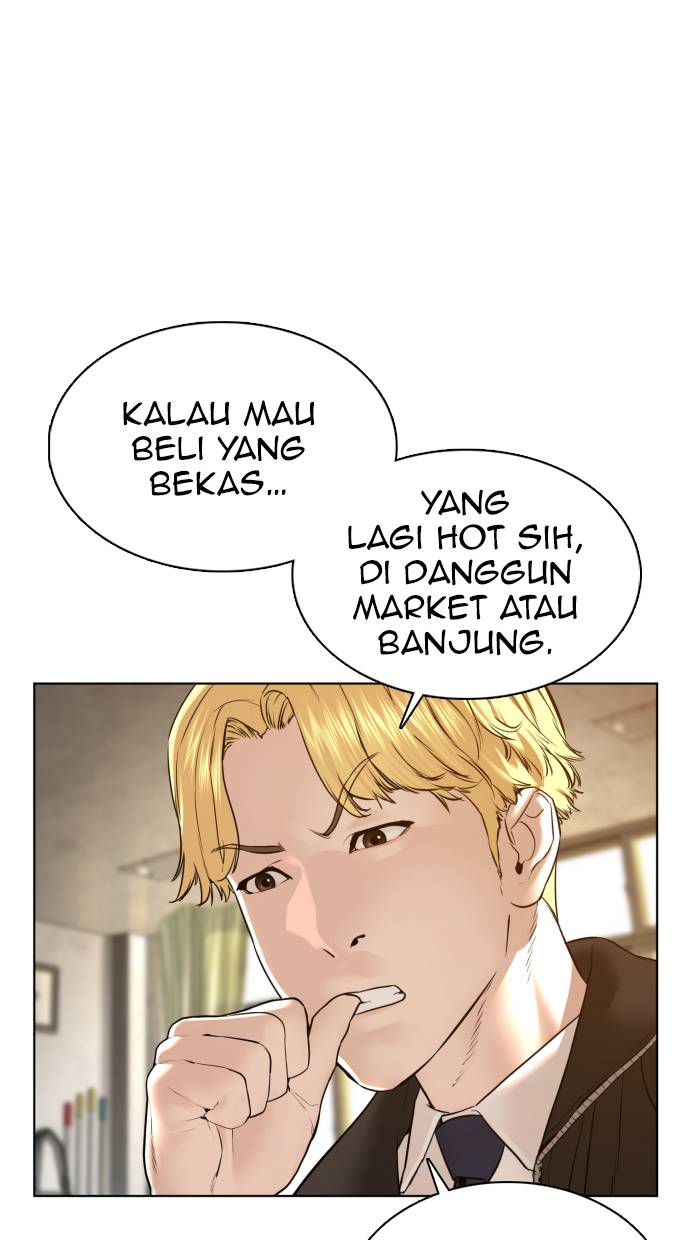 KALAU MAU
BELI YANG
BEKAS...
YANG
LAGI HOT SIH,
DI DANGGUN
MARKET ATAU
BANJUNG.